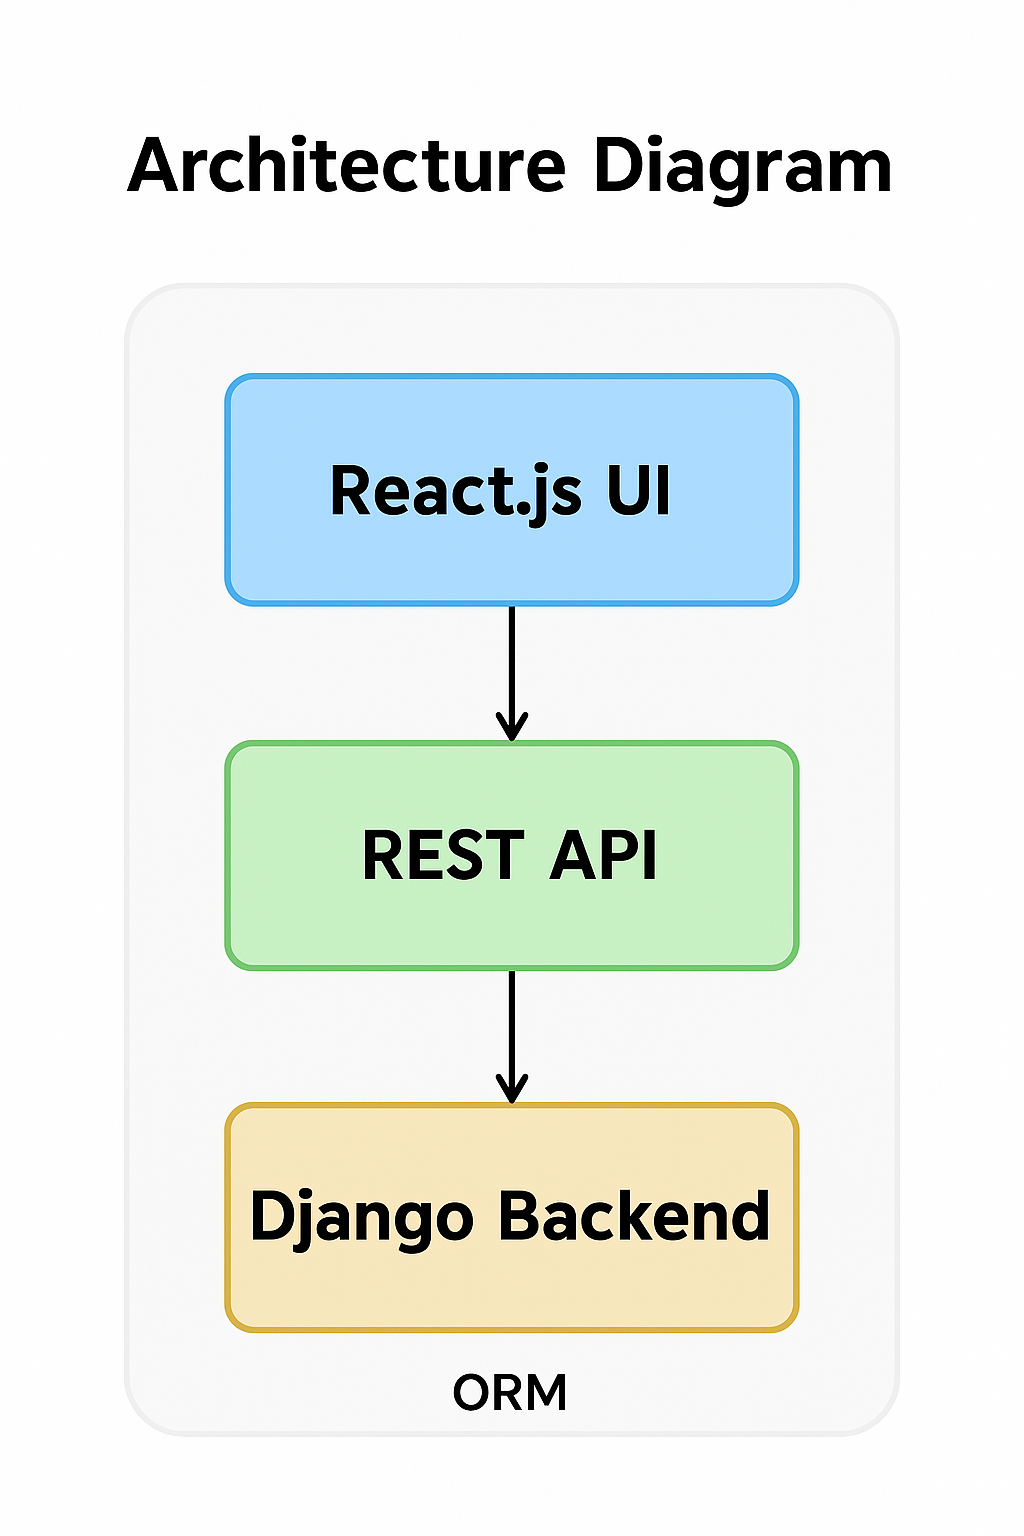 Architecture Diagram
React.js UI
REST API
Django Backend
ORM